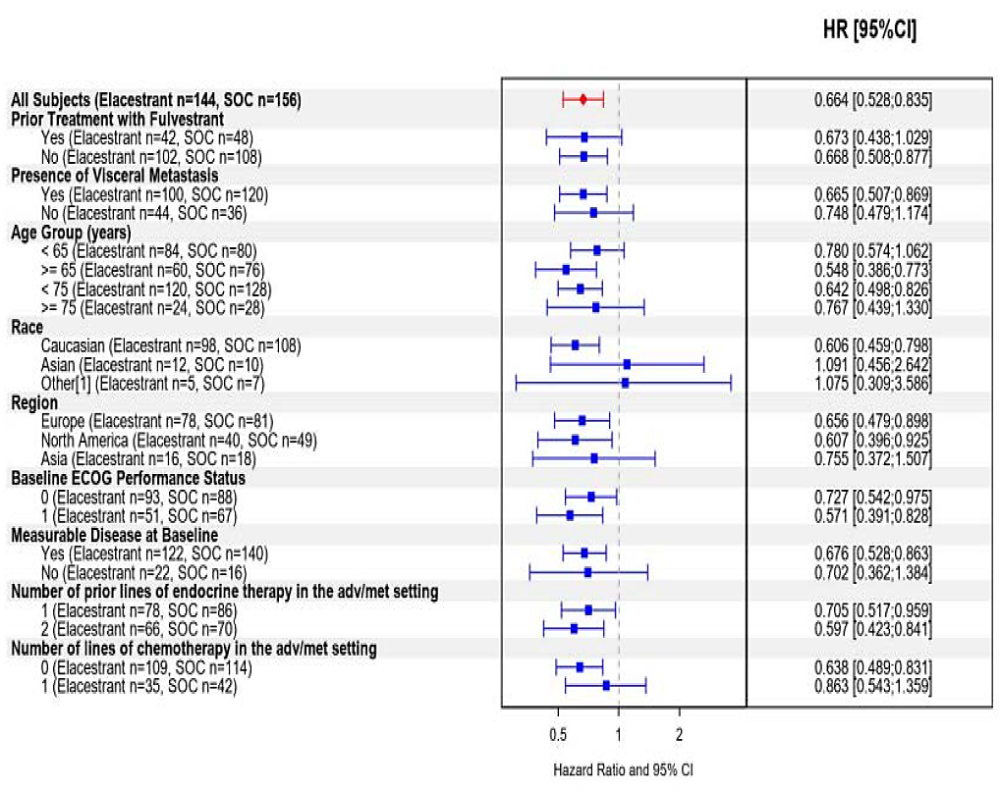 HR [95%CI]
All Subjects (Elacestrant n=144, SOC n=156) 0.664 [0.528;0.835]
Prior Treatment with Fulvestrant
Yes (Elacestrant n=42, SOC n=48) 0.673 [0.438;1.029]
No (Elacestrant n=102, SOC n=108) 0.668 [0.508;0.877]
Presence of Visceral Metastasis
Yes (Elacestrant n=100, SOC n=120) 0.665 [0.507;0.869]
No (Elacestrant n=44, SOC n=36) 0.748 [0.479;1.174]
Age Group (years)
< 65 (Elacestrant n=84, SOC n=80) 0.780 [0.574;1.062]
>= 65 (Elacestrant n=60, SOC n=76) 0.548 [0.386;0.773]
< 75 (Elacestrant n=120, SOC n=128) 0.642 [0.498;0.826]
>= 75 (Elacestrant n=24, SOC n=28) 0.767 [0.439;1.330]
Race
Caucasian (Elacestrant n=98, SOC n=108) 0.606 [0.459;0.798]
Asian (Elacestrant n=12, SOC n=10) 1.091 [0.456;2.642]
Other[1] (Elacestrant n=5, SOC n=7) 1.075 [0.309;3.586]
Region
Europe (Elacestrant n=78, SOC n=81) 0.656 [0.479;0.898]
North America (Elacestrant n=40, SOC n=49) 0.607 [0.396;0.925]
Asia (Elacestrant n=16, SOC n=18) 0.755 [0.372;1.507]
Baseline ECOG Performance Status
0 (Elacestrant n=93, SOC n=88) 0.727 [0.542;0.975]
1 (Elacestrant n=51, SOC n=67) 0.571 [0.391;0.828]
Measurable Disease at Baseline
Yes (Elacestrant n=122, SOC n=140) 0.676 [0.528;0.863]
No (Elacestrant n=22, SOC n=16) 0.702 [0.362;1.384]
Number of prior lines of endocrine therapy in the adv/met setting
1 (Elacestrant n=78, SOC n=86) 0.705 [0.517;0.959]
2 (Elacestrant n=66, SOC n=70) 0.597 [0.423;0.841]
Number of lines of chemotherapy in the adv/met setting
0 (Elacestrant n=109, SOC n=114) 0.638 [0.489;0.831]
1 (Elacestrant n=35, SOC n=42) 0.863 [0.543;1.359]
0.5 1 2
Hazard Ratio and 95% CI